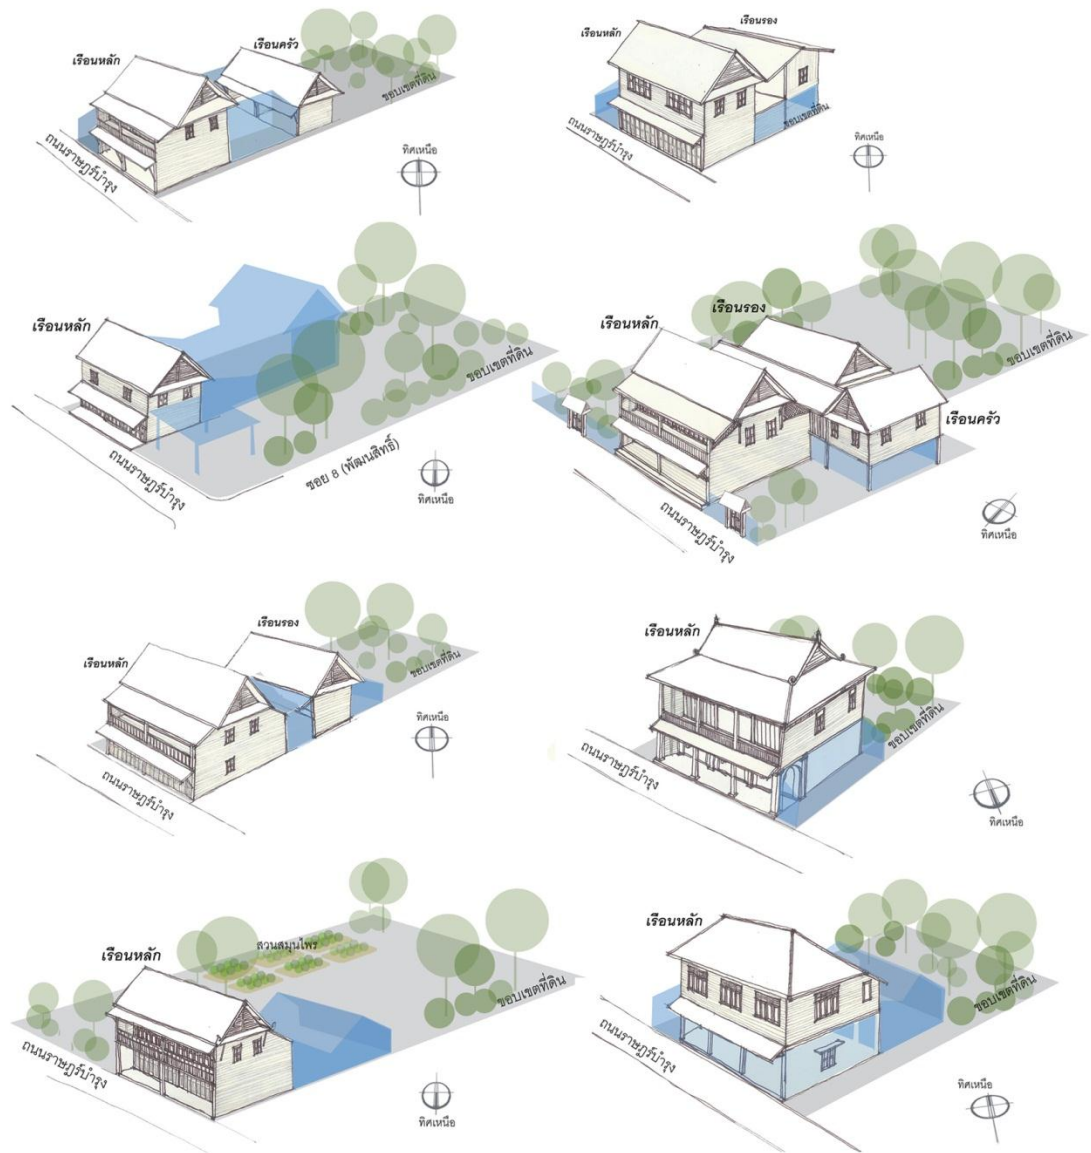 เรือนหลัก
เรือนครัว
ขอบเขตที่ดิน
ถนนราษฎร์บำรุง
ทิศเหนือ
เรือนหลัก
เรือนรอง
ขอบเขตที่ดิน
ถนนราษฎร์บำรุง
ทิศเหนือ
เรือนหลัก
ขอบเขตที่ดิน
ถนนราษฎร์บำรุง
ซอย 8 (พัฒนสิทธิ์)
ทิศเหนือ
เรือนหลัก
เรือนรอง
ขอบเขตที่ดิน
เรือนครัว
ถนนราษฎร์บำรุง
ทิศเหนือ
เรือนหลัก
เรือนรอง
ขอบเขตที่ดิน
ถนนราษฎร์บำรุง
ทิศเหนือ
เรือนหลัก
ขอบเขตที่ดิน
ถนนราษฎร์บำรุง
ทิศเหนือ
เรือนหลัก
สวนสมุนไพร
ขอบเขตที่ดิน
ถนนราษฎร์บำรุง
ทิศเหนือ
เรือนหลัก
ขอบเขตที่ดิน
ถนนราษฎร์บำรุง
ทิศเหนือ